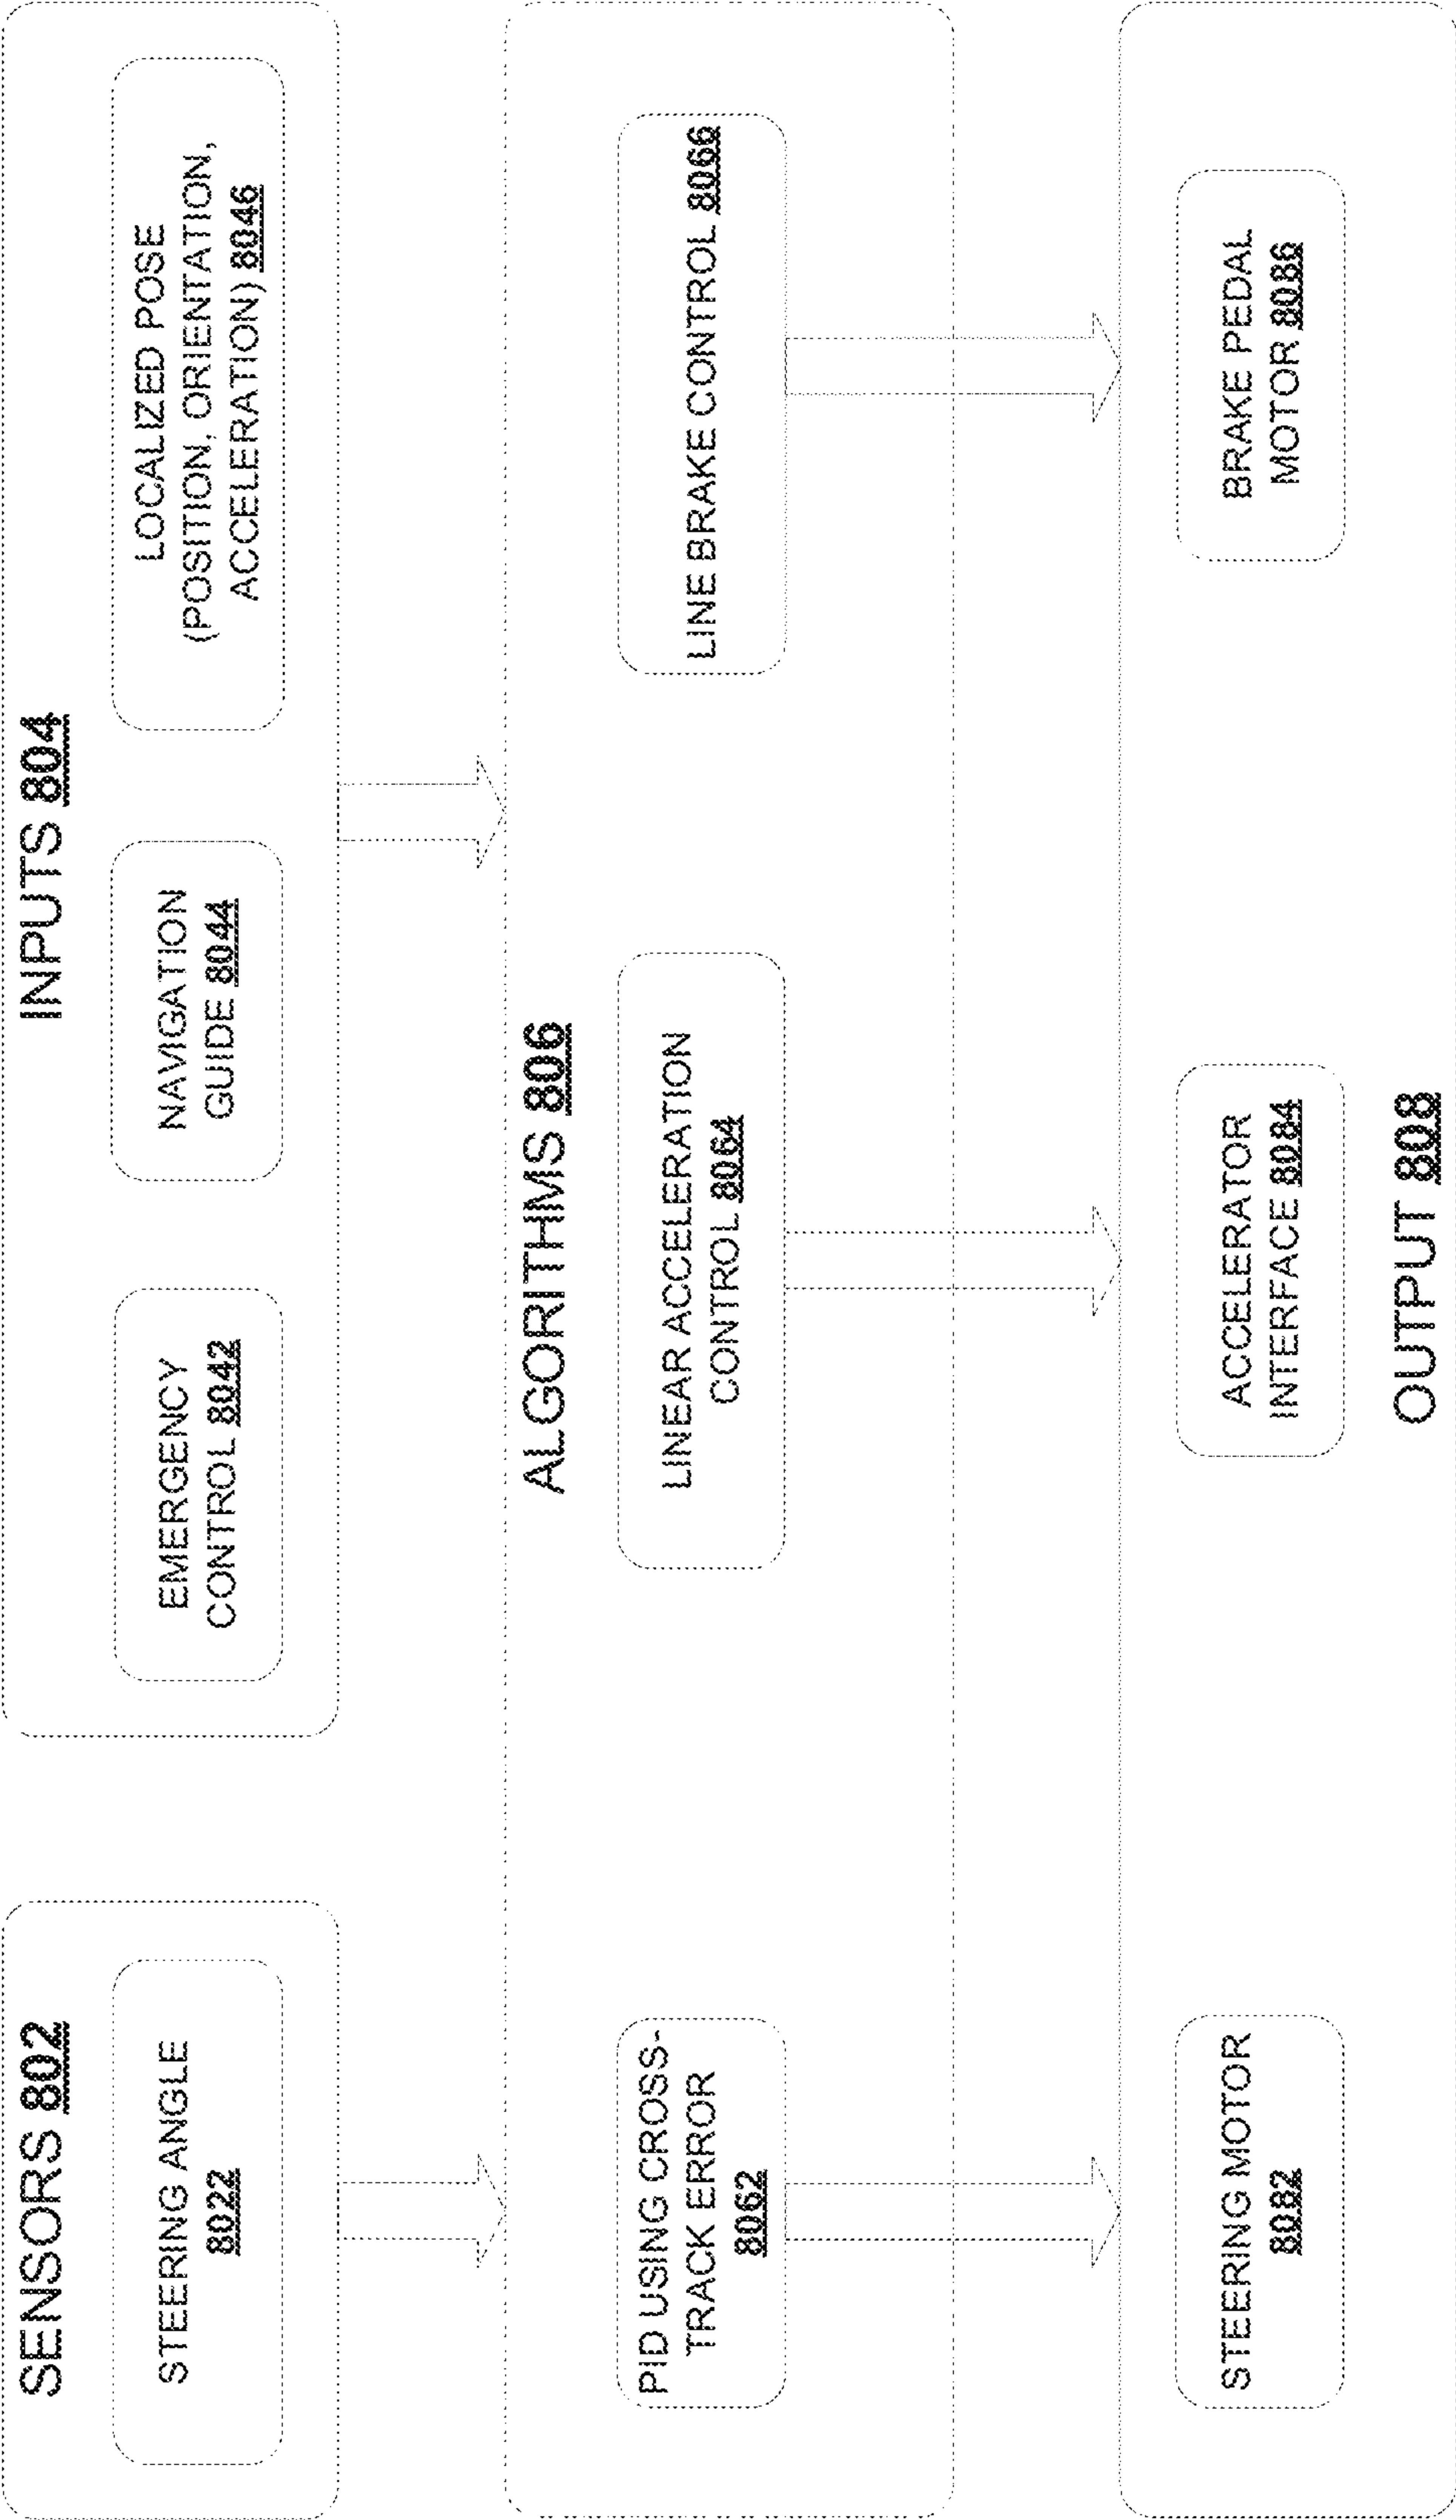 SENSORS 802
STEERING ANGLE
8022
INPUTS 804
EMERGENCY
CONTROL 8042
NAVIGATION
GUIDE 8044
LOCALIZED POSE
(POSITION, ORIENTATION,
ACCELERATION) 8046
ALGORITHMS 806
PID USING CROSS-
TRACK ERROR
8062
LINEAR ACCELERATION
CONTROL 8064
LINE BRAKE CONTROL 8066
STEERING MOTOR
8082
ACCELERATOR
INTERFACE 8084
BRAKE PEDAL
MOTOR 8086
OUTPUT 808